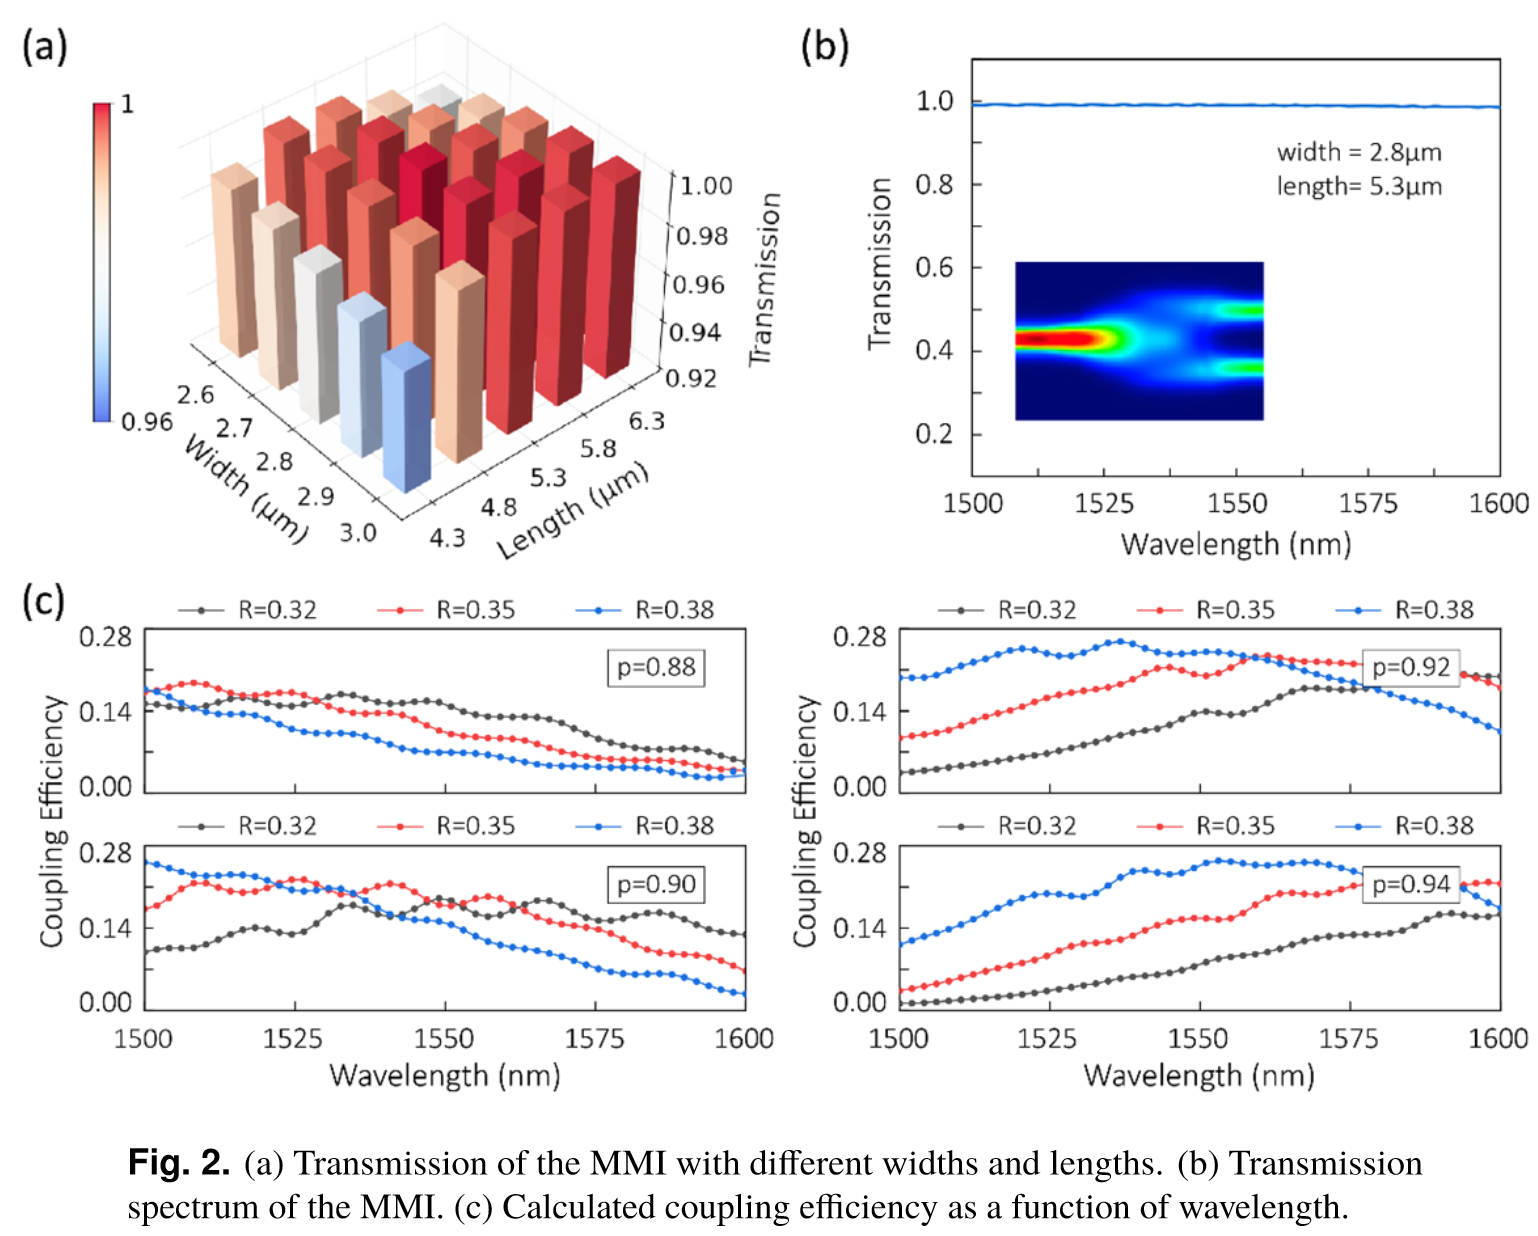 (a)
1
0.96
1.00
0.98
0.96
0.94
0.92
Transmission
2.6
2.7
2.8
2.9
3.0
Width (μm)
4.3
4.8
5.3
5.8
6.3
Length (μm)
(b)
1.0
0.8
0.6
0.4
0.2
Transmission
width = 2.8μm
length= 5.3μm
1500 1525 1550 1575 1600
Wavelength (nm)
(c)
R=0.32 R=0.35 R=0.38
0.28
0.14
0.00
p=0.88
R=0.32 R=0.35 R=0.38
0.28
0.14
0.00
p=0.90
Coupling Efficiency
1500 1525 1550 1575 1600
Wavelength (nm)
R=0.32 R=0.35 R=0.38
0.28
0.14
0.00
p=0.92
R=0.32 R=0.35 R=0.38
0.28
0.14
0.00
p=0.94
Coupling Efficiency
1500 1525 1550 1575 1600
Wavelength (nm)
Fig. 2. (a) Transmission of the MMI with different widths and lengths. (b) Transmission
spectrum of the MMI. (c) Calculated coupling efficiency as a function of wavelength.